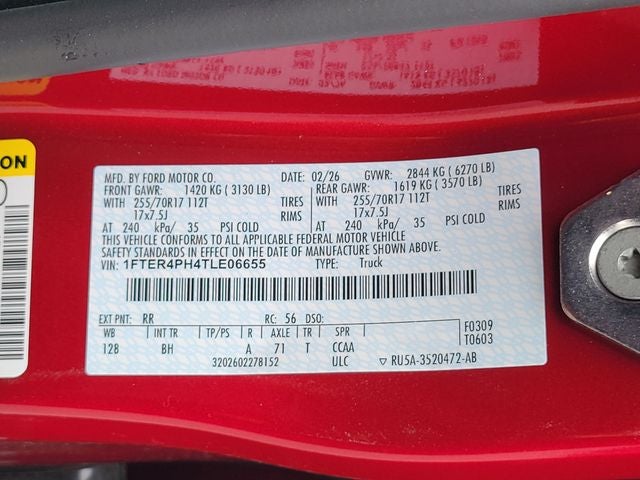 ON
MFD. BY FORD MOTOR CO. DATE: 02/26 GVWR: 2844 KG ( 6270 LB)
FRONT GAWR: 1420 KG ( 3130 LB) REAR GAWR: 1619 KG ( 3570 LB)
WITH 255/70R17 112T TIRES WITH 255/70R17 112T TIRES
17x7.5J RIMS 17x7.5J RIMS
AT 240 kPa/ 35 PSI COLD AT 240 kPa/ 35 PSI COLD
THIS VEHICLE CONFORMS TO ALL APPLICABLE FEDERAL MOTOR VEHICLE
SAFETY STANDARDS IN EFFECT ON THE DATE OF MANUFACTURE SHOWN ABOVE.
VIN: 1FTER4PH4TLE06655 TYPE: Truck
EXT PNT: RR RC: 56 DSO:
WB INT TR TP/PS R AXLE TR SPR
128 BH A 71 T CCAA
3202602278152 ULC
F0309
T0603
▽ RU5A-3520472-AB